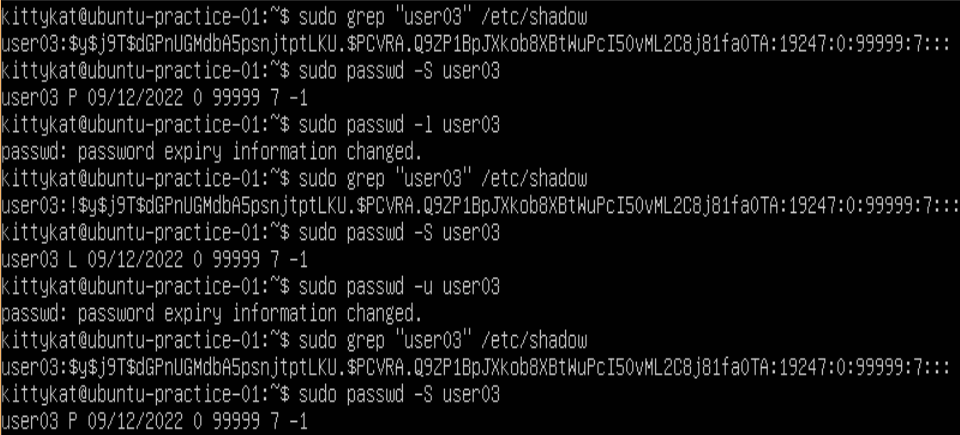 kittykat@ubuntu-practice-01:~$ sudo grep "user03" /etc/shadow
user03:$y$j9T$dGPnUGMdbA5psnjtptLKU.$PCVRA.Q9ZP1BpJXkob8XBtWuPcI5OvML2C8j81fa0TA:19247:0:99999:7:::
kittykat@ubuntu-practice-01:~$ sudo passwd -S user03
user03 P 09/12/2022 0 99999 7 -1
kittykat@ubuntu-practice-01:~$ sudo passwd -l user03
passwd: password expiry information changed.
kittykat@ubuntu-practice-01:~$ sudo grep "user03" /etc/shadow
user03:!$y$j9T$dGPnUGMdbA5psnjtptLKU.$PCVRA.Q9ZP1BpJXkob8XBtWuPcI5OvML2C8j81fa0TA:19247:0:99999:7:::
kittykat@ubuntu-practice-01:~$ sudo passwd -S user03
user03 L 09/12/2022 0 99999 7 -1
kittykat@ubuntu-practice-01:~$ sudo passwd -u user03
passwd: password expiry information changed.
kittykat@ubuntu-practice-01:~$ sudo grep "user03" /etc/shadow
user03:$y$j9T$dGPnUGMdbA5psnjtptLKU.$PCVRA.Q9ZP1BpJXkob8XBtWuPcI5OvML2C8j81fa0TA:19247:0:99999:7:::
kittykat@ubuntu-practice-01:~$ sudo passwd -S user03
user03 P 09/12/2022 0 99999 7 -1